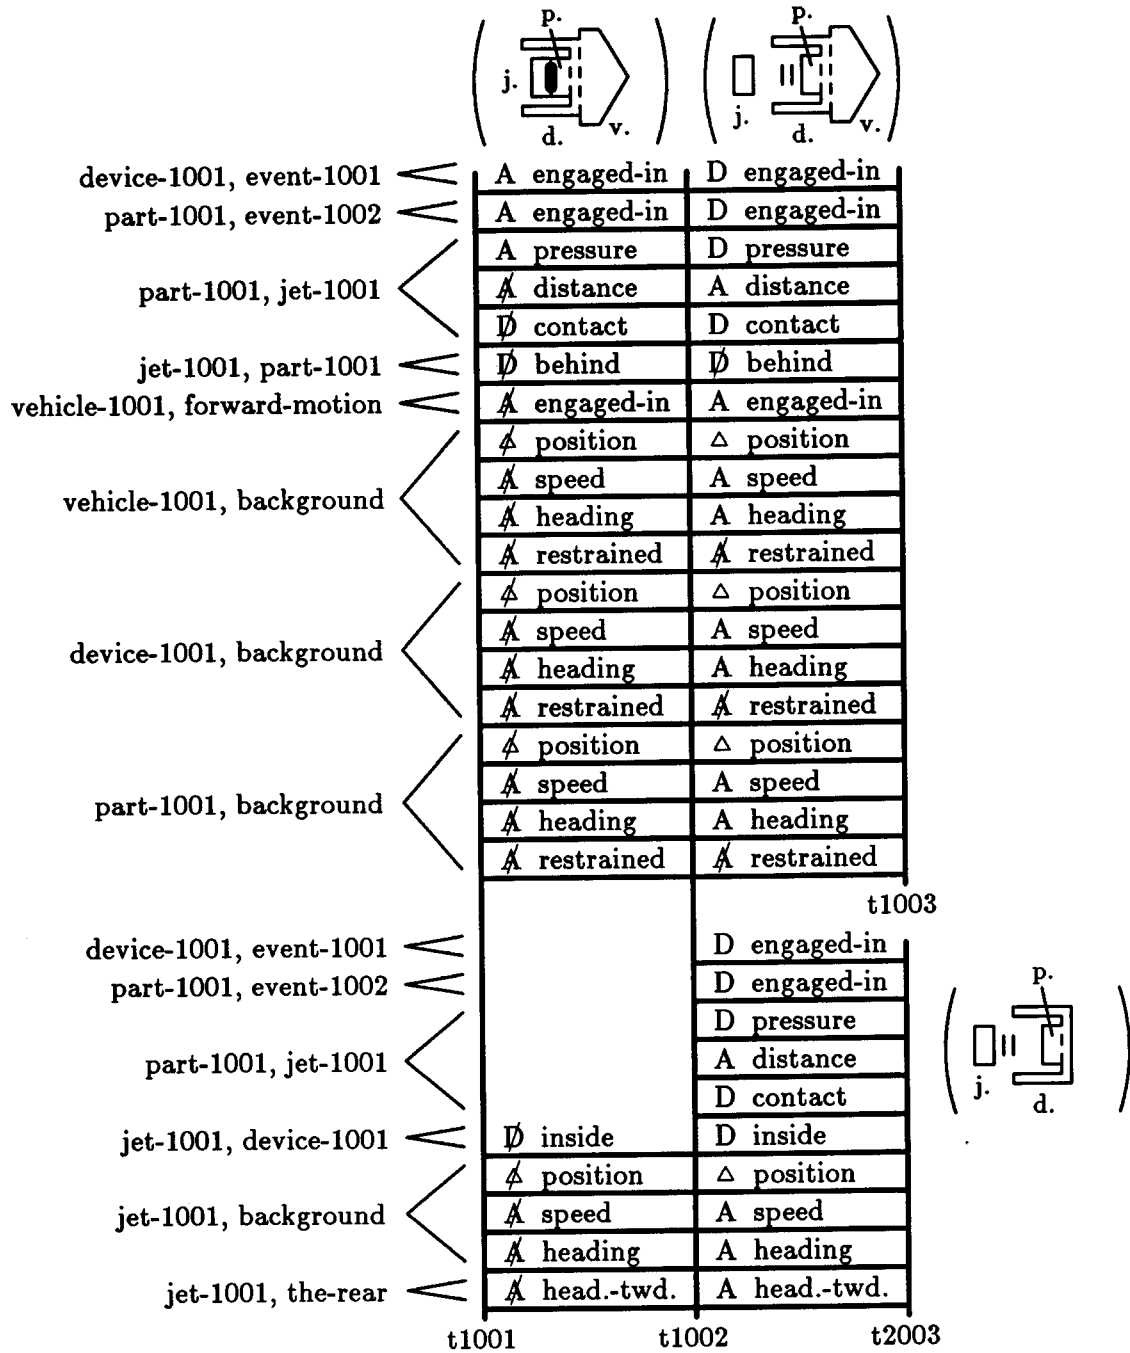 p. p.
j. d. v. j. d. v.
device-1001, event-1001 A engaged-in D engaged-in
part-1001, event-1002 A engaged-in D engaged-in
A pressure D pressure
part-1001, jet-1001 A̸ distance A distance
D̸ contact D contact
jet-1001, part-1001 D̸ behind D̸ behind
vehicle-1001, forward-motion A̸ engaged-in A engaged-in
△̸ position △ position
A̸ speed A speed
vehicle-1001, background A̸ heading A heading
A̸ restrained A̸ restrained
△̸ position △ position
A̸ speed A speed
device-1001, background A̸ heading A heading
A̸ restrained A̸ restrained
△̸ position △ position
A̸ speed A speed
part-1001, background A̸ heading A heading
A̸ restrained A̸ restrained
t1003
device-1001, event-1001 D engaged-in
part-1001, event-1002 D engaged-in
p.
D pressure
part-1001, jet-1001 A distance
j. d.
D contact
jet-1001, device-1001 D̸ inside D inside
△̸ position △ position
jet-1001, background A̸ speed A speed
A̸ heading A heading
jet-1001, the-rear A̸ head.-twd. A head.-twd.
t1001 t1002 t2003